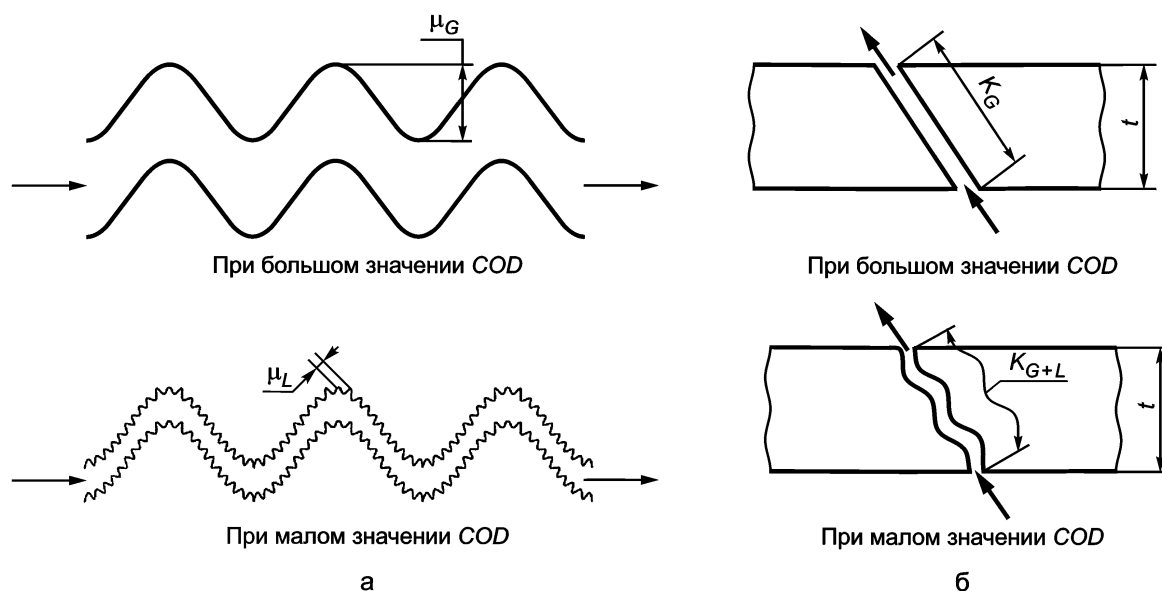 μG
KG
t
При большом значении COD
При большом значении COD
μL
KG+L
t
При малом значении COD
При малом значении COD
а
б